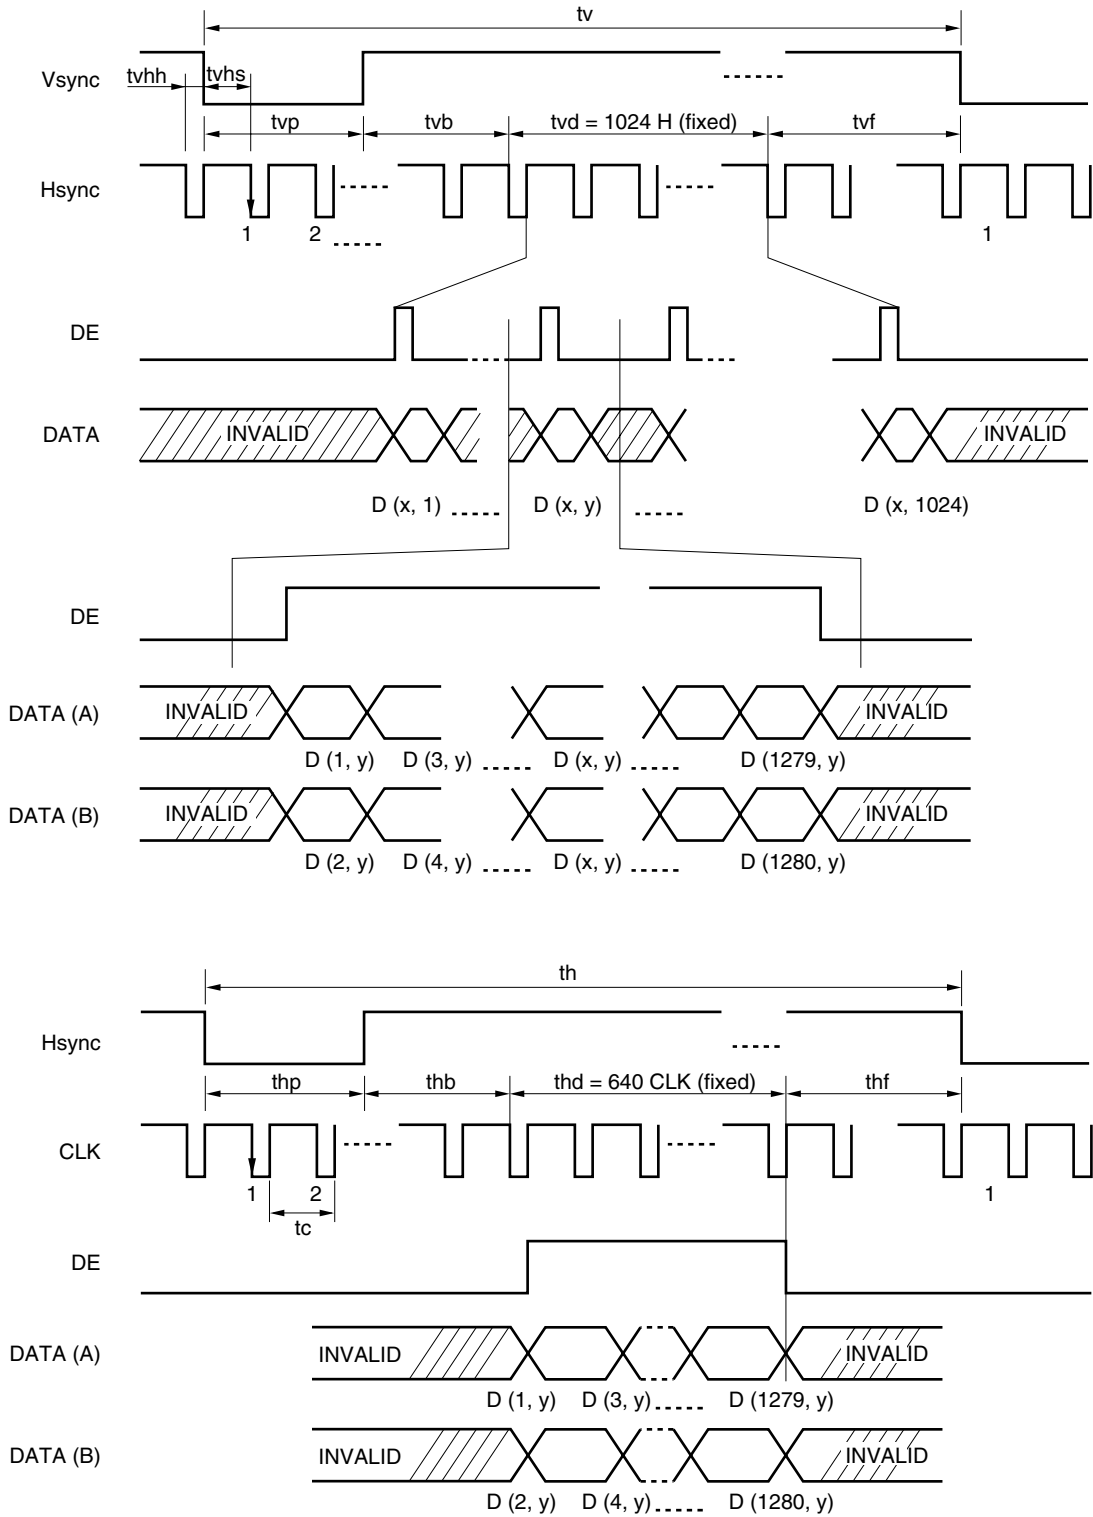 tv
Vsync
tvhh
tvhs
tvp
tvb
tvd = 1024 H (fixed)
tvf
Hsync
1
2
1
DE
DATA
INVALID
INVALID
D (x, 1)
D (x, y)
D (x, 1024)
DE
DATA (A)
INVALID
INVALID
D (1, y)
D (3, y)
D (x, y)
D (1279, y)
DATA (B)
INVALID
INVALID
D (2, y)
D (4, y)
D (x, y)
D (1280, y)
th
Hsync
thp
thb
thd = 640 CLK (fixed)
thf
CLK
1
2
1
tc
DE
DATA (A)
INVALID
INVALID
D (1, y)
D (3, y)
D (1279, y)
DATA (B)
INVALID
INVALID
D (2, y)
D (4, y)
D (1280, y)